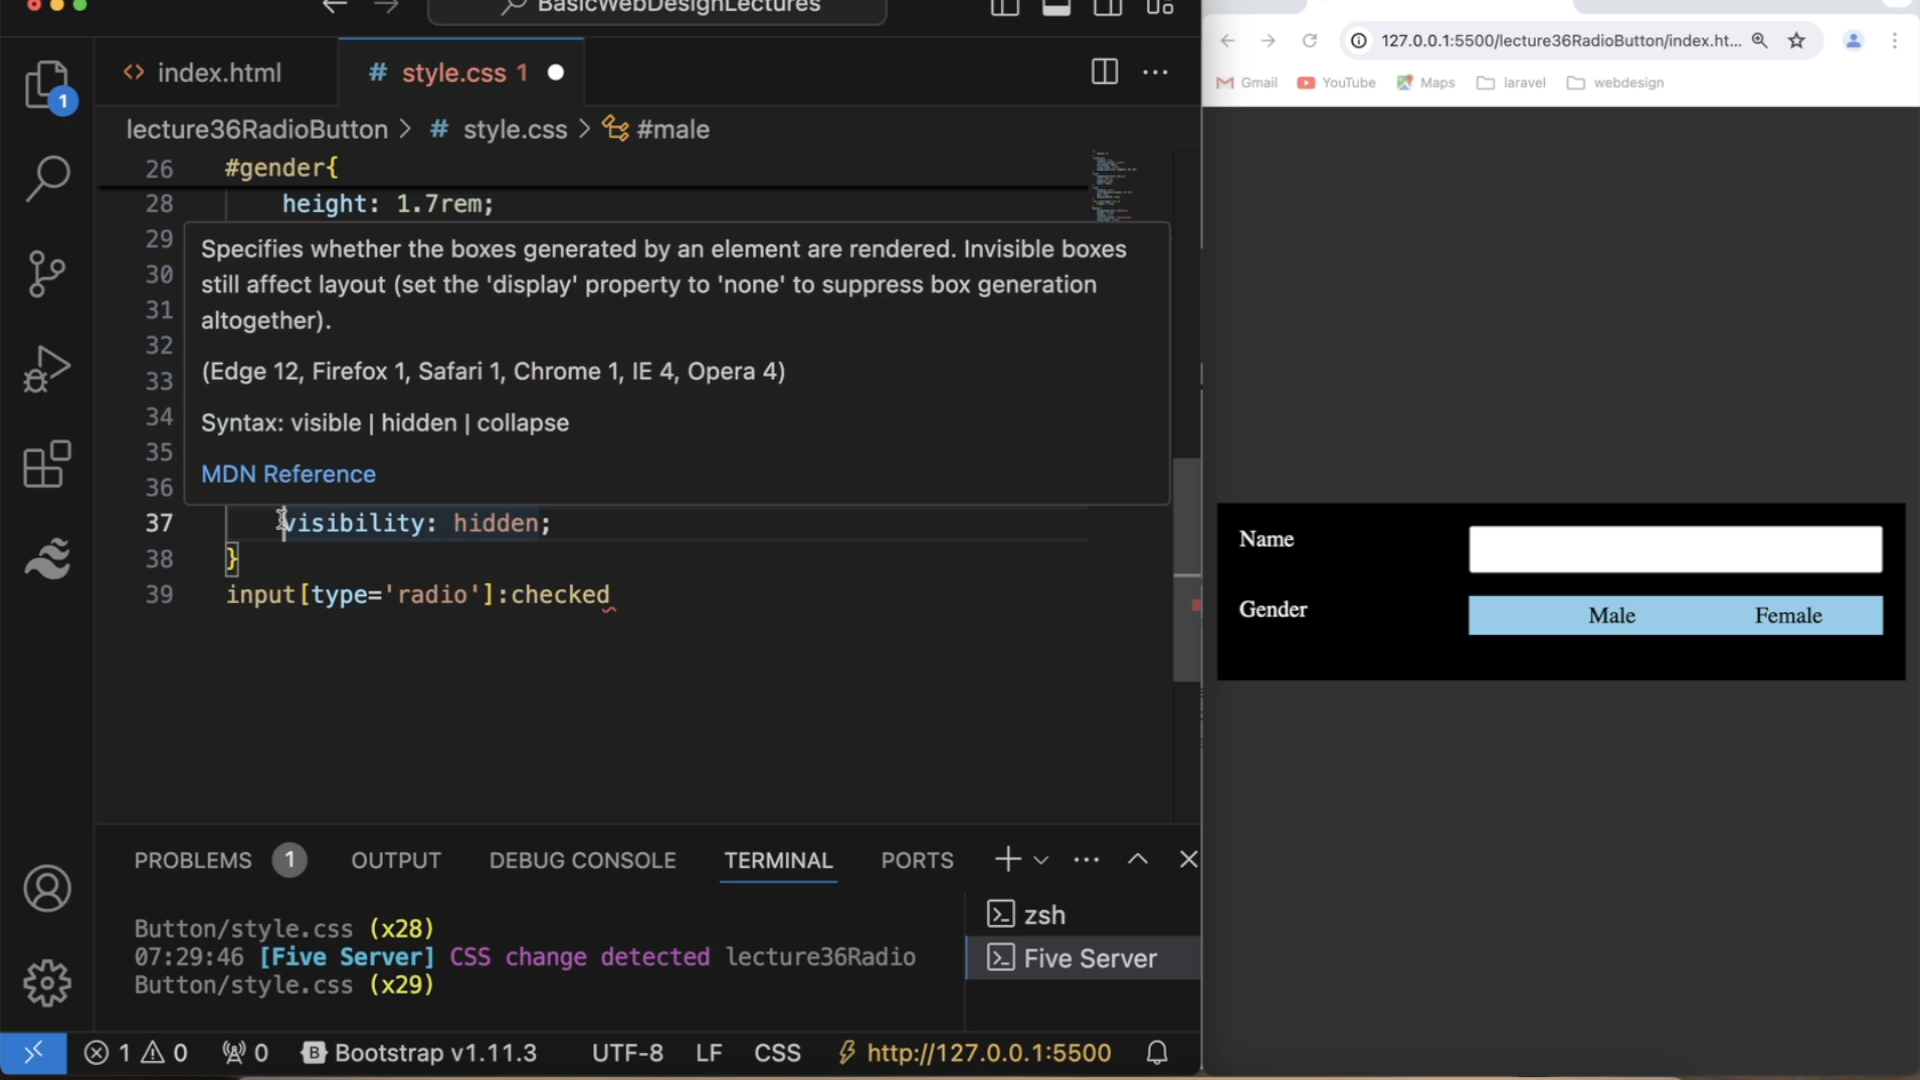 BasicWebDesignLectures
index.html
# style.css 1
lecture36RadioButton > # style.css > #male
26 #gender{
28 height: 1.7rem;
29
Specifies whether the boxes generated by an element are rendered. Invisible boxes
30
still affect layout (set the 'display' property to 'none' to suppress box generation
31
altogether).
32
33
(Edge 12, Firefox 1, Safari 1, Chrome 1, IE 4, Opera 4)
34
Syntax: visible | hidden | collapse
35
36
MDN Reference
37 visibility: hidden;
38 }
39 input[type='radio']:checked
1
PROBLEMS 1 OUTPUT DEBUG CONSOLE TERMINAL PORTS
Button/style.css (x28)
07:29:46 [Five Server] CSS change detected lecture36Radio
Button/style.css (x29)
zsh
Five Server
1 0 0 Bootstrap v1.11.3 UTF-8 LF CSS http://127.0.0.1:5500
127.0.0.1:5500/lecture36RadioButton/index.ht...
Gmail YouTube Maps laravel webdesign
Name
Gender Male Female